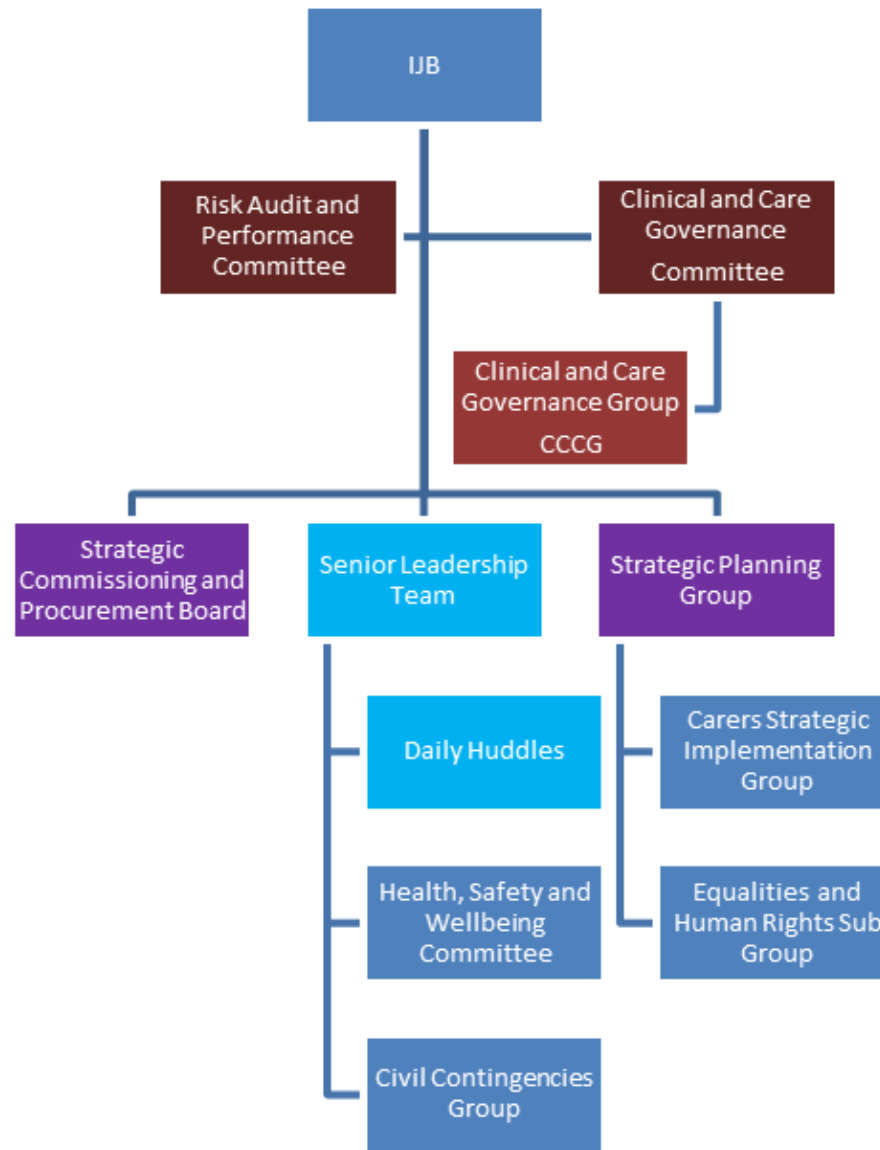 IJB
Risk Audit and
Performance
Committee
Clinical and Care
Governance
Committee
Clinical and Care
Governance Group
CCCG
Strategic
Commissioning and
Procurement Board
Senior Leadership
Team
Strategic Planning
Group
Daily Huddles
Carers Strategic
Implementation
Group
Health, Safety and
Wellbeing
Committee
Equalities and
Human Rights Sub
Group
Civil Contingencies
Group